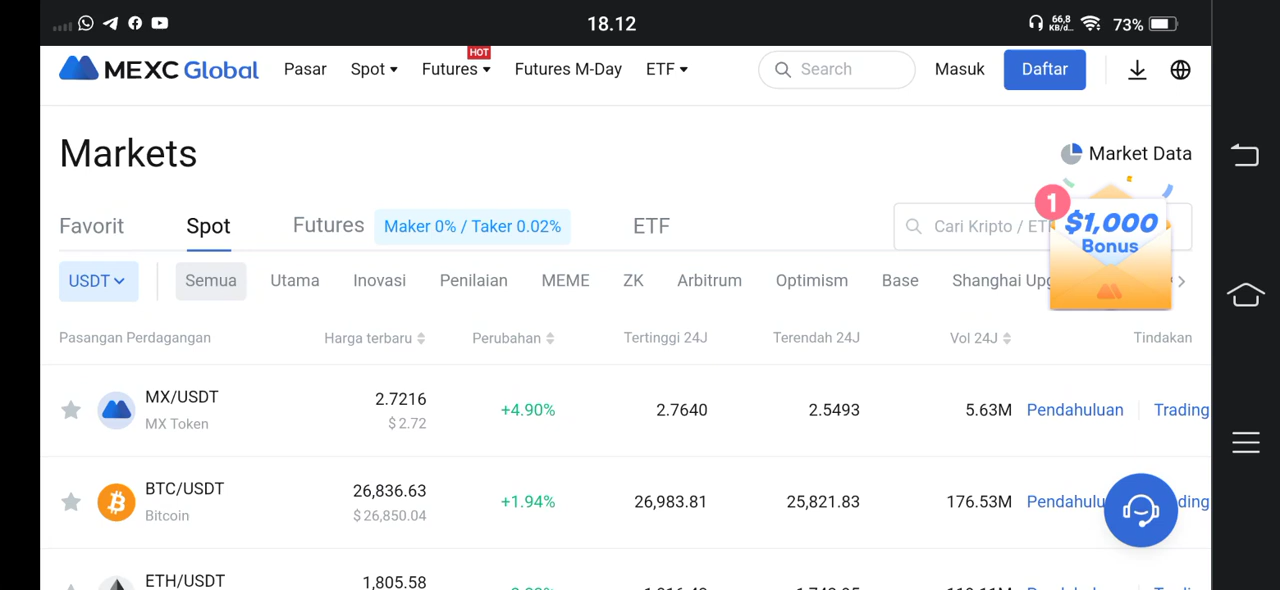 18.12
66,8
KB/d...
73%
HOT
MEXC Global
Pasar
Spot
Futures
Futures M-Day
ETF
Search
Masuk
Daftar
Markets
Market Data
Favorit
Spot
Futures
Maker 0% / Taker 0.02%
ETF
Cari Kripto / ET
1
$1,000
Bonus
USDT
Semua
Utama
Inovasi
Penilaian
MEME
ZK
Arbitrum
Optimism
Base
Shanghai Upg
Pasangan Perdagangan
Harga terbaru
Perubahan
Tertinggi 24J
Terendah 24J
Vol 24J
Tindakan
MX/USDT
MX Token
2.7216
$ 2.72
+4.90%
2.7640
2.5493
5.63M
Pendahuluan
Trading
BTC/USDT
Bitcoin
26,836.63
$ 26,850.04
+1.94%
26,983.81
25,821.83
176.53M
Pendahulu
ding
ETH/USDT
1,805.58